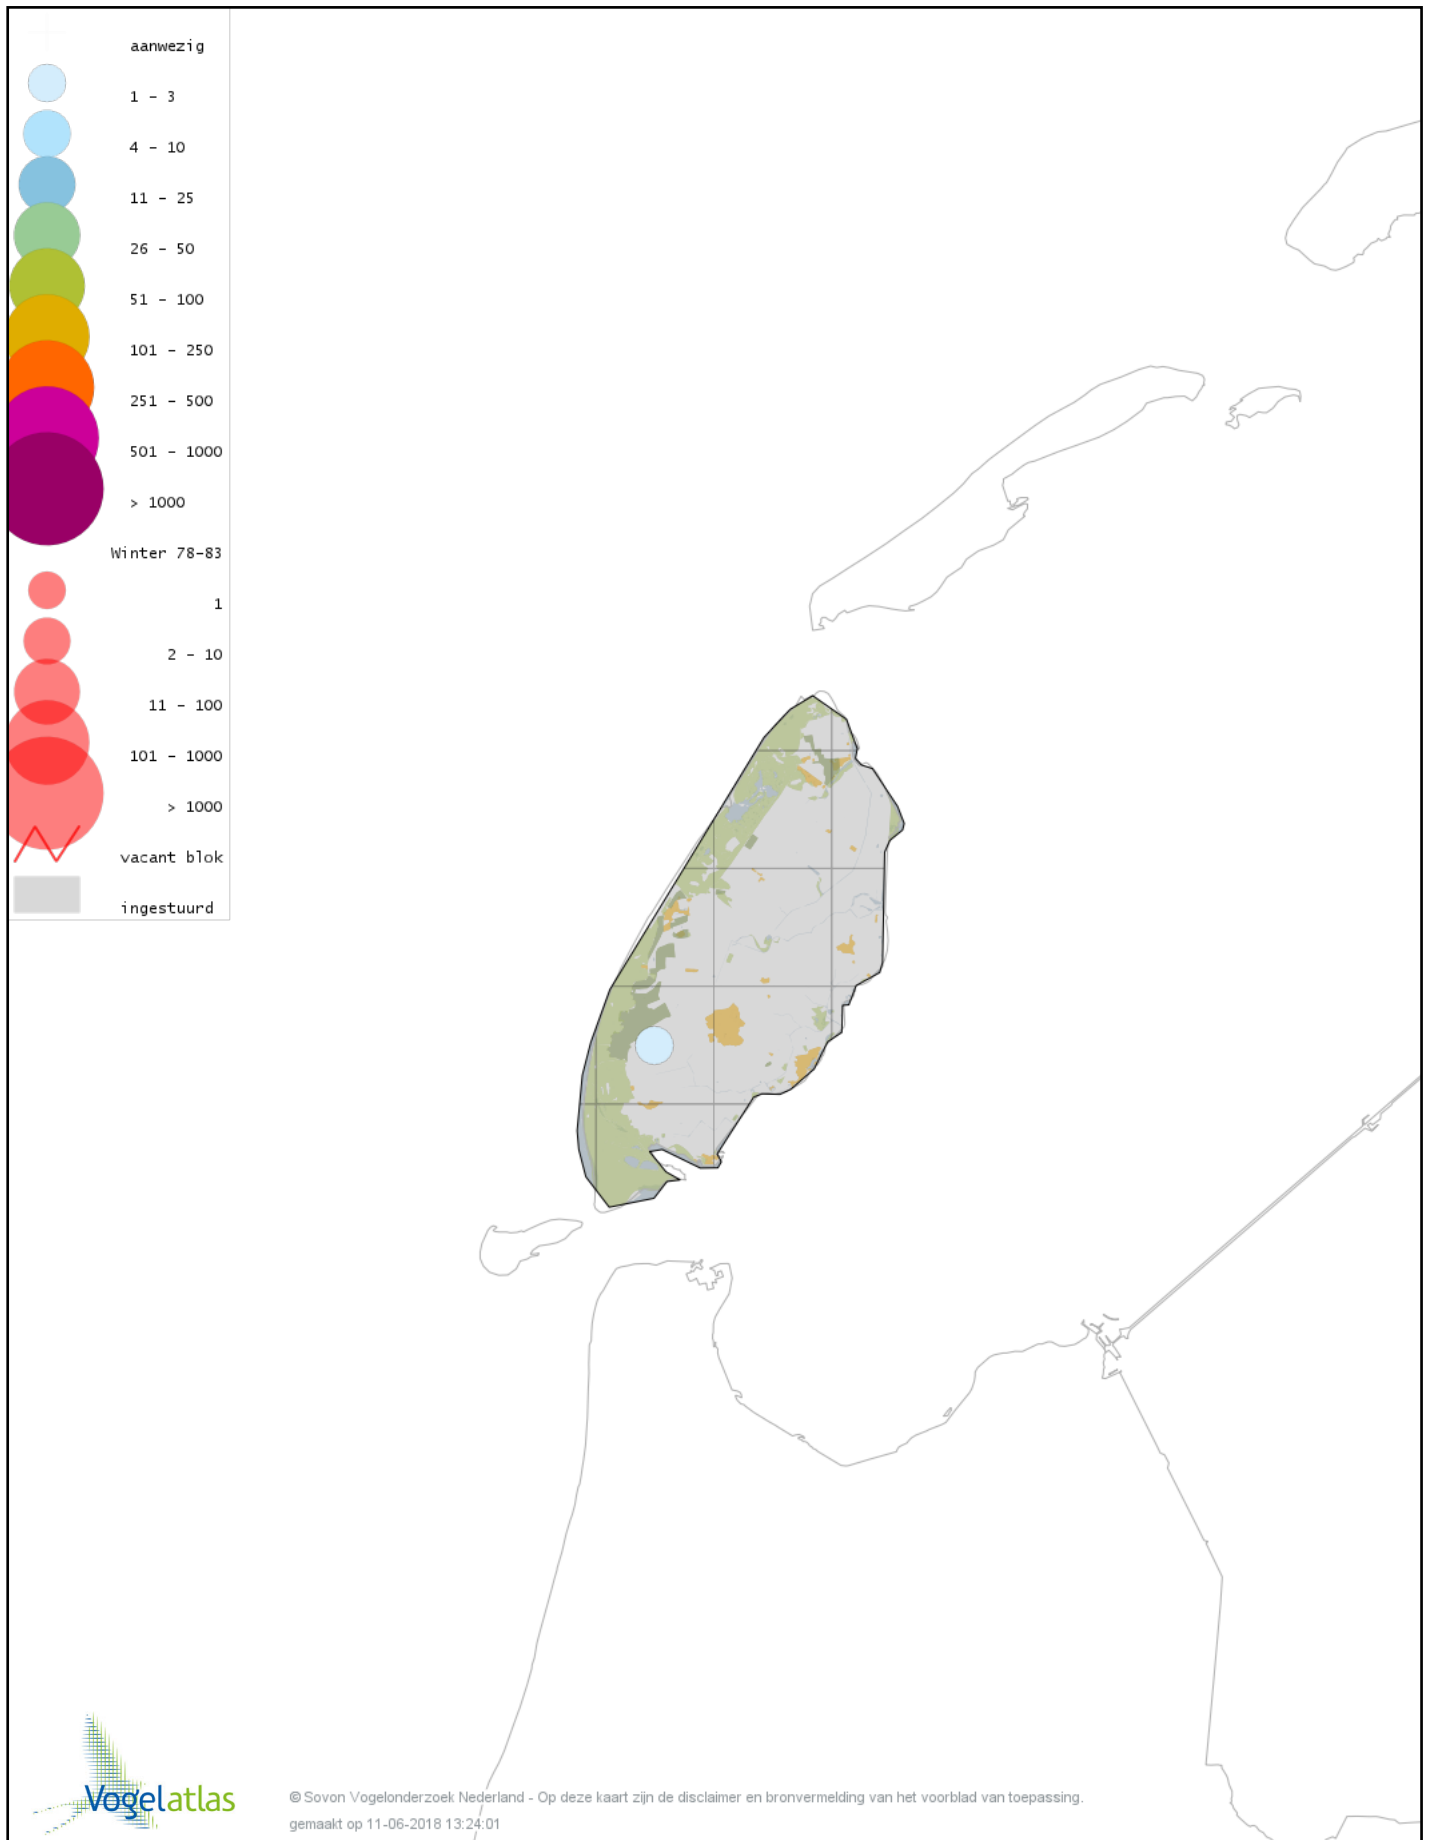 aanwezig
1 - 3
4 - 10
11 - 25
26 - 50
51 - 100
101 - 250
251 - 500
501 - 1000
> 1000
Winter 78-83
1
2 - 10
11 - 100
101 - 1000
> 1000
vacant blok
ingestuurd
Vogelatlas
© Sovon Vogelonderzoek Nederland - Op deze kaart zijn de disclaimer en bronvermelding van het voorblad van toepassing.
gemaakt op 11-06-2018 13:24:01